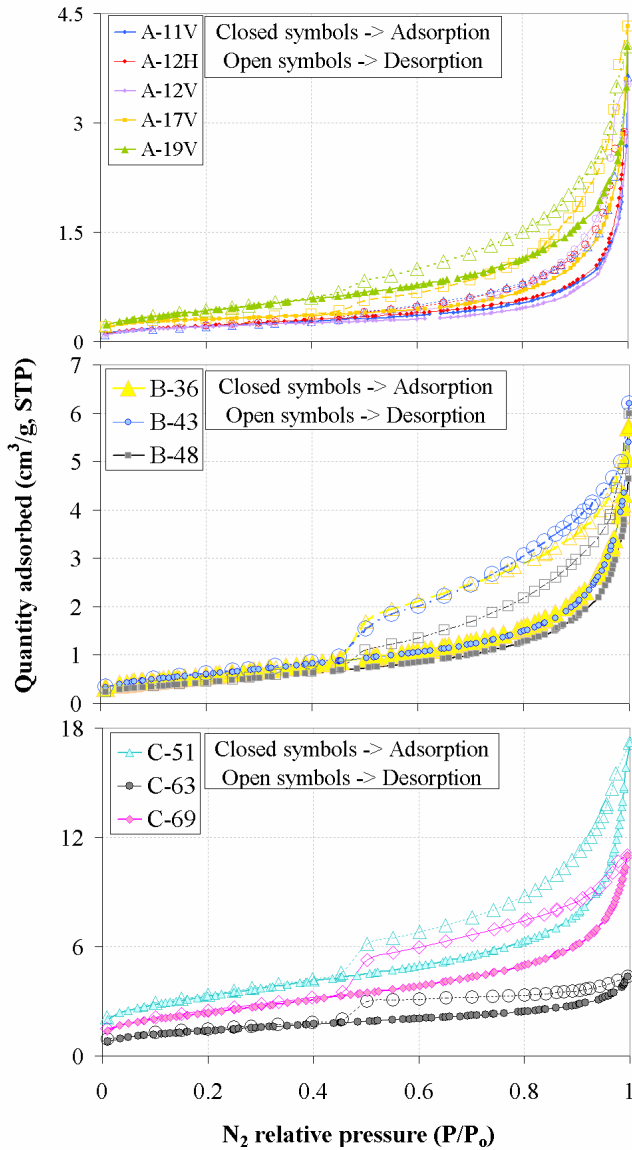 4.5
3
1.5
0
A-11V
A-12H
A-12V
A-17V
A-19V
Closed symbols -> Adsorption
Open symbols -> Desorption
7
6
5
4
3
2
1
0
B-36
B-43
B-48
Closed symbols -> Adsorption
Open symbols -> Desorption
Quantity adsorbed (cm³/g, STP)
18
12
6
0
C-51
C-63
C-69
Closed symbols -> Adsorption
Open symbols -> Desorption
0 0.2 0.4 0.6 0.8 1
N₂ relative pressure (P/Pₒ)